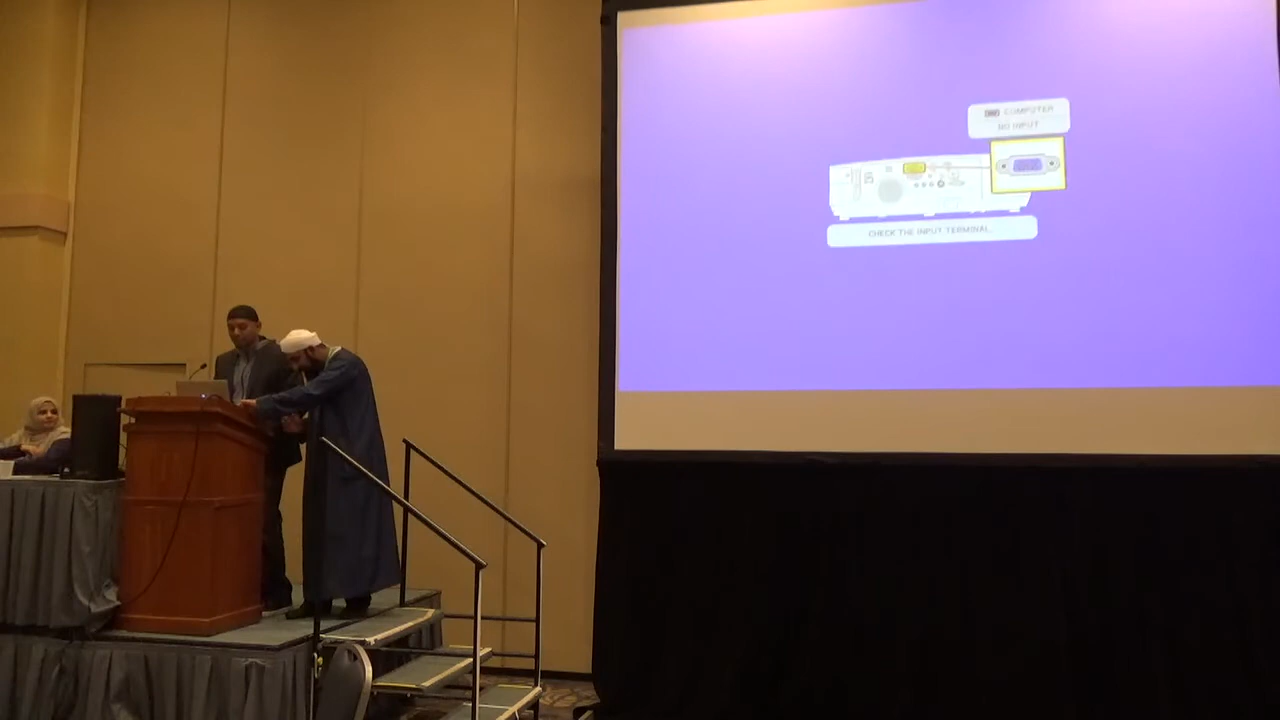 COMPUTER
NO INPUT
CHECK THE INPUT TERMINAL.